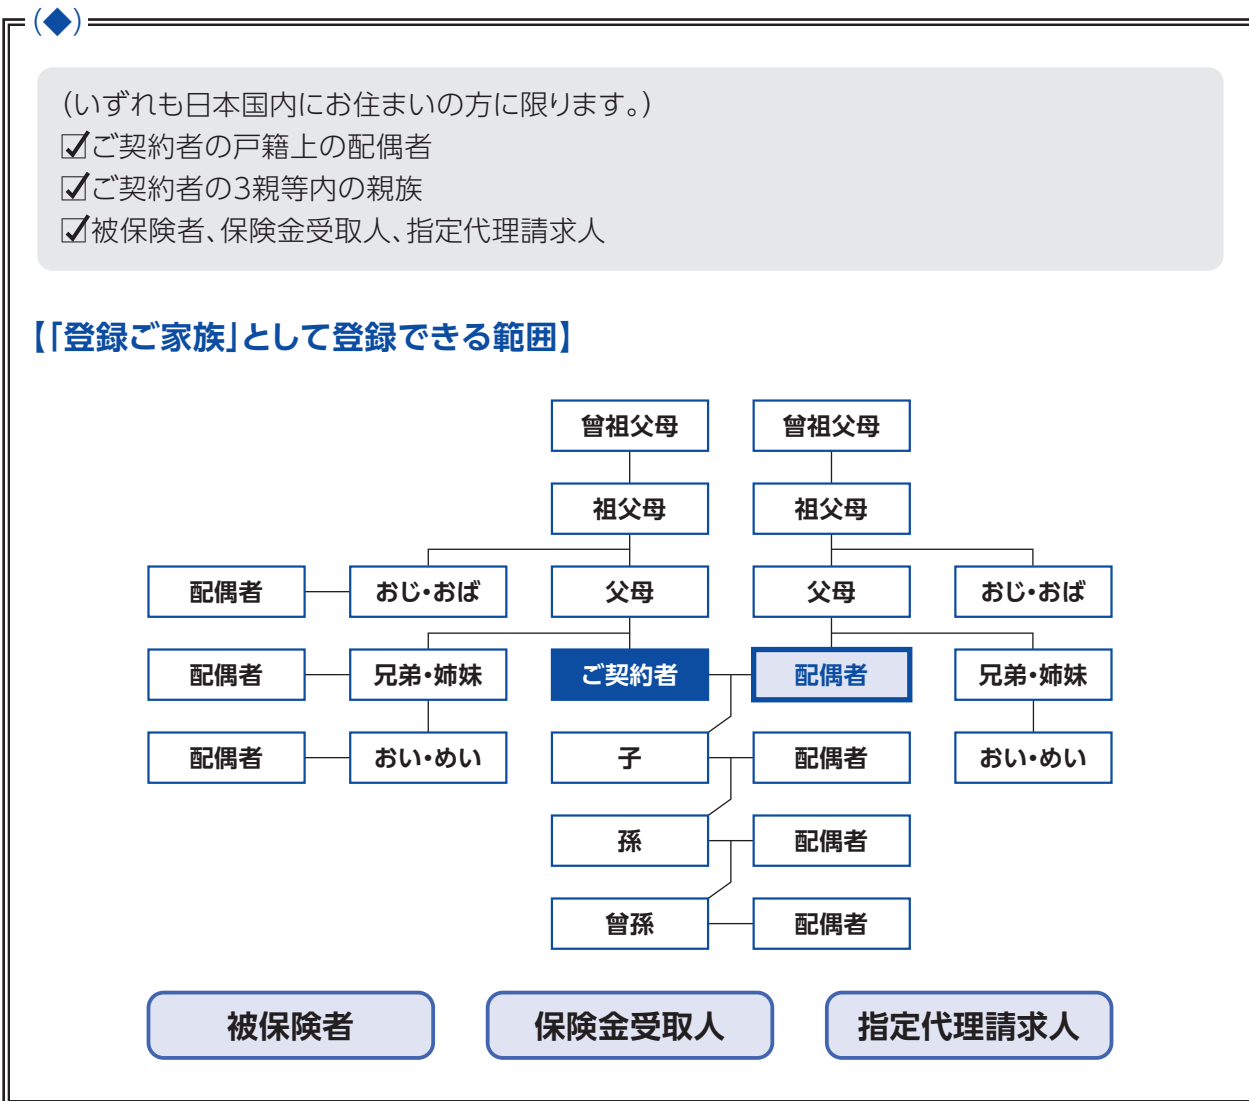 (◆)
(いずれも日本国内にお住まいの方に限ります。)
☑ご契約者の戸籍上の配偶者
☑ご契約者の3親等内の親族
☑被保険者、保険金受取人、指定代理請求人
【「登録ご家族」として登録できる範囲】
曾祖父母 曾祖父母
祖父母 祖父母
配偶者 おじ・おば 父母 父母 おじ・おば
配偶者 兄弟・姉妹 ご契約者 配偶者 兄弟・姉妹
配偶者 おい・めい 子 配偶者 おい・めい
孫 配偶者
曾孫 配偶者
被保険者 保険金受取人 指定代理請求人